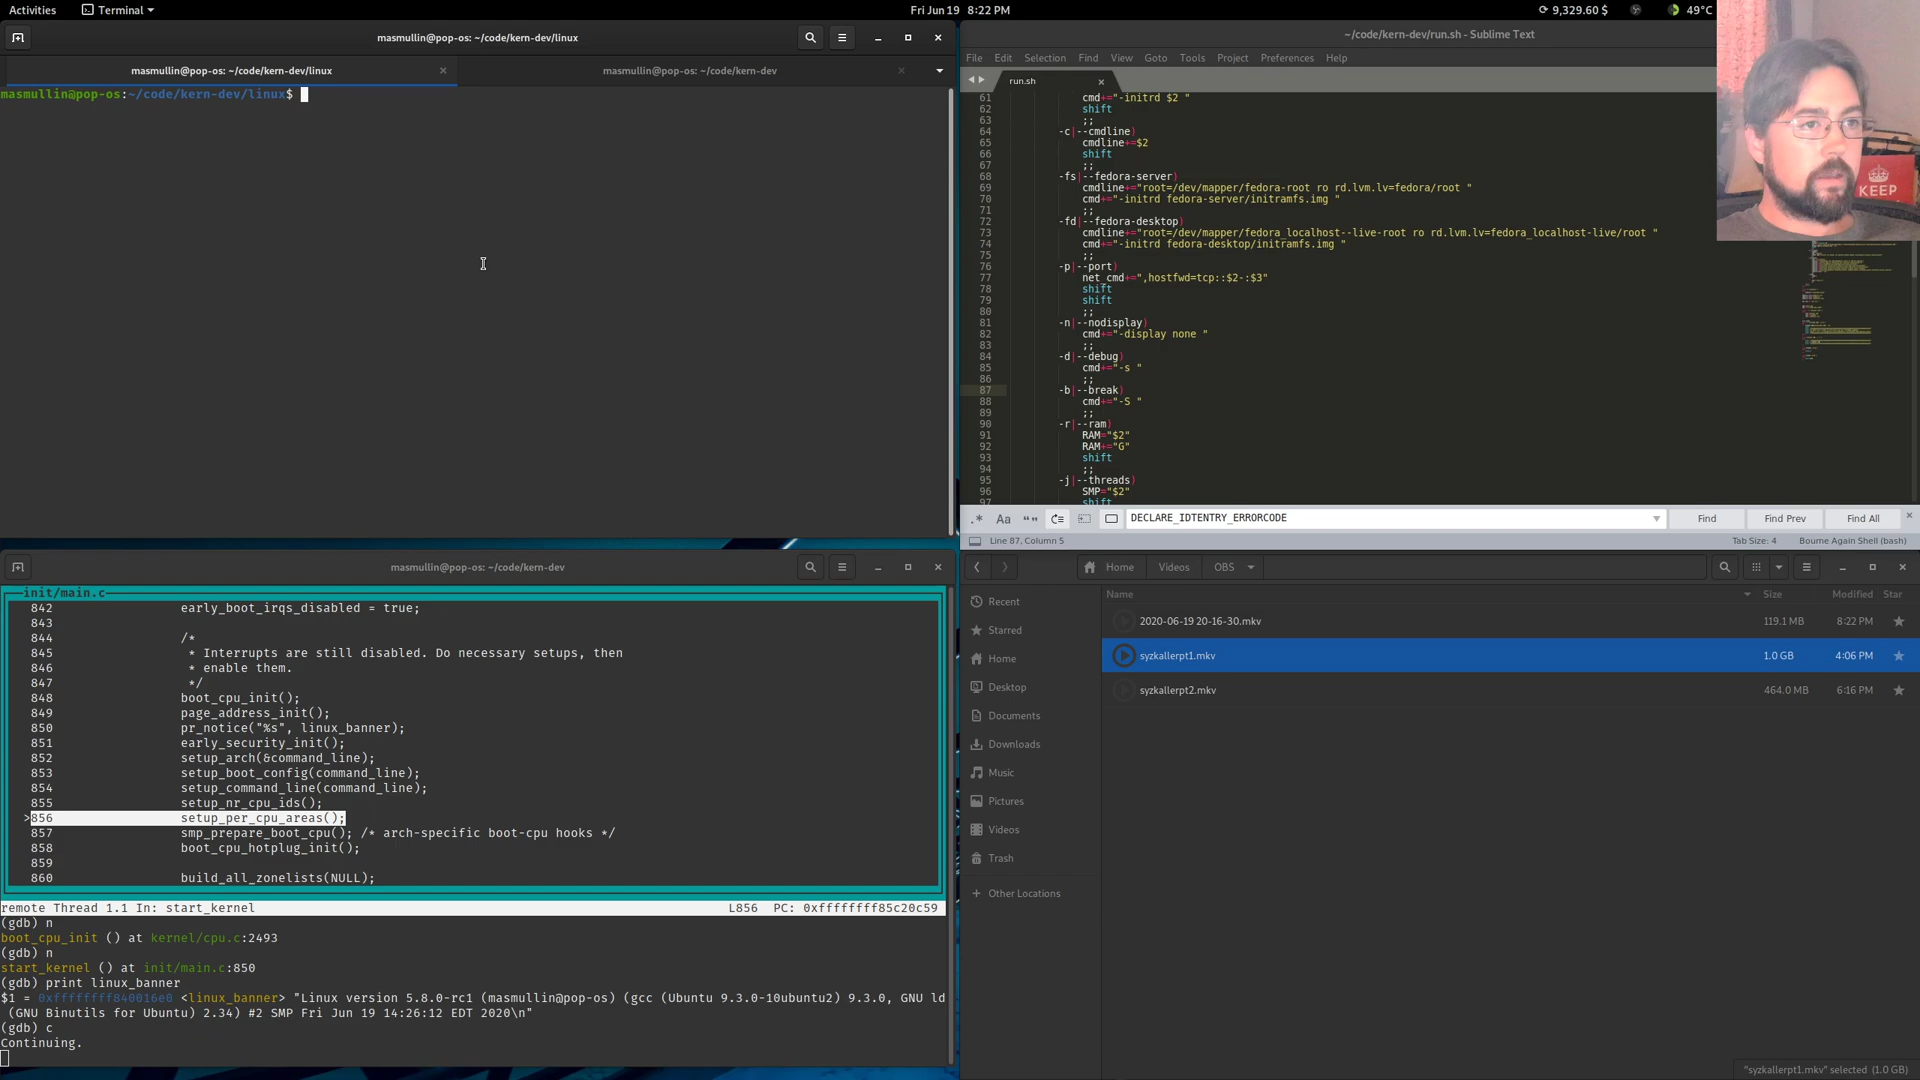 Activities
Terminal
Fri Jun 19 8:22 PM
9,329.60 $
49°C
masmullin@pop-os: ~/code/kern-dev/linux
masmullin@pop-os: ~/code/kern-dev/linux
masmullin@pop-os: ~/code/kern-dev
masmullin@pop-os:~/code/kern-dev/linux$
~/code/kern-dev/run.sh - Sublime Text
File Edit Selection Find View Goto Tools Project Preferences Help
run.sh
61 cmd+="-initrd $2 "
62 shift
63 ;;
64 -c|--cmdline)
65 cmdline+=$2
66 shift
67 ;;
68 -fs|--fedora-server)
69 cmdline+="root=/dev/mapper/fedora-root ro rd.lvm.lv=fedora/root "
70 cmd+="-initrd fedora-server/initramfs.img "
71 ;;
72 -fd|--fedora-desktop)
73 cmdline+="root=/dev/mapper/fedora_localhost--live-root ro rd.lvm.lv=fedora_localhost-live/root "
74 cmd+="-initrd fedora-desktop/initramfs.img "
75 ;;
76 -p|--port)
77 net_cmd+=",hostfwd=tcp::$2-:$3"
78 shift
79 shift
80 ;;
81 -n|--nodisplay)
82 cmd+="-display none "
83 ;;
84 -d|--debug)
85 cmd+="-s "
86 ;;
87 -b|--break)
88 cmd+="-S "
89 ;;
90 -r|--ram)
91 RAM="$2"
92 RAM+="G"
93 shift
94 ;;
95 -j|--threads)
96 SMP="$2"
97 shift
KEEP
.* Aa “” DECLARE_IDTENTRY_ERRORCODE Find Find Prev Find All
Line 87, Column 5
Tab Size: 4
Bourne Again Shell (bash)
masmullin@pop-os: ~/code/kern-dev
init/main.c
842 early_boot_irqs_disabled = true;
843
844 /*
845 * Interrupts are still disabled. Do necessary setups, then
846 * enable them.
847 */
848 boot_cpu_init();
849 page_address_init();
850 pr_notice("%s", linux_banner);
851 early_security_init();
852 setup_arch(&command_line);
853 setup_boot_config(command_line);
854 setup_command_line(command_line);
855 setup_nr_cpu_ids();
>856 setup_per_cpu_areas();
857 smp_prepare_boot_cpu(); /* arch-specific boot-cpu hooks */
858 boot_cpu_hotplug_init();
859
860 build_all_zonelists(NULL);
remote Thread 1.1 In: start_kernel L856 PC: 0xffffffff85c20c59
(gdb) n
boot_cpu_init () at kernel/cpu.c:2493
(gdb) n
start_kernel () at init/main.c:850
(gdb) print linux_banner
$1 = 0xffffffff840016e0 <linux_banner> "Linux version 5.8.0-rc1 (masmullin@pop-os) (gcc (Ubuntu 9.3.0-10ubuntu2) 9.3.0, GNU ld
(GNU Binutils for Ubuntu) 2.34) #2 SMP Fri Jun 19 14:26:12 EDT 2020\n"
(gdb) c
Continuing.
Home Videos OBS
Recent
Starred
Home
Desktop
Documents
Downloads
Music
Pictures
Videos
Trash
+ Other Locations
Name Size Modified Star
2020-06-19 20-16-30.mkv 119.1 MB 8:22 PM
syzkallerpt1.mkv 1.0 GB 4:06 PM
syzkallerpt2.mkv 464.0 MB 6:16 PM
"syzkallerpt1.mkv" selected (1.0 GB)